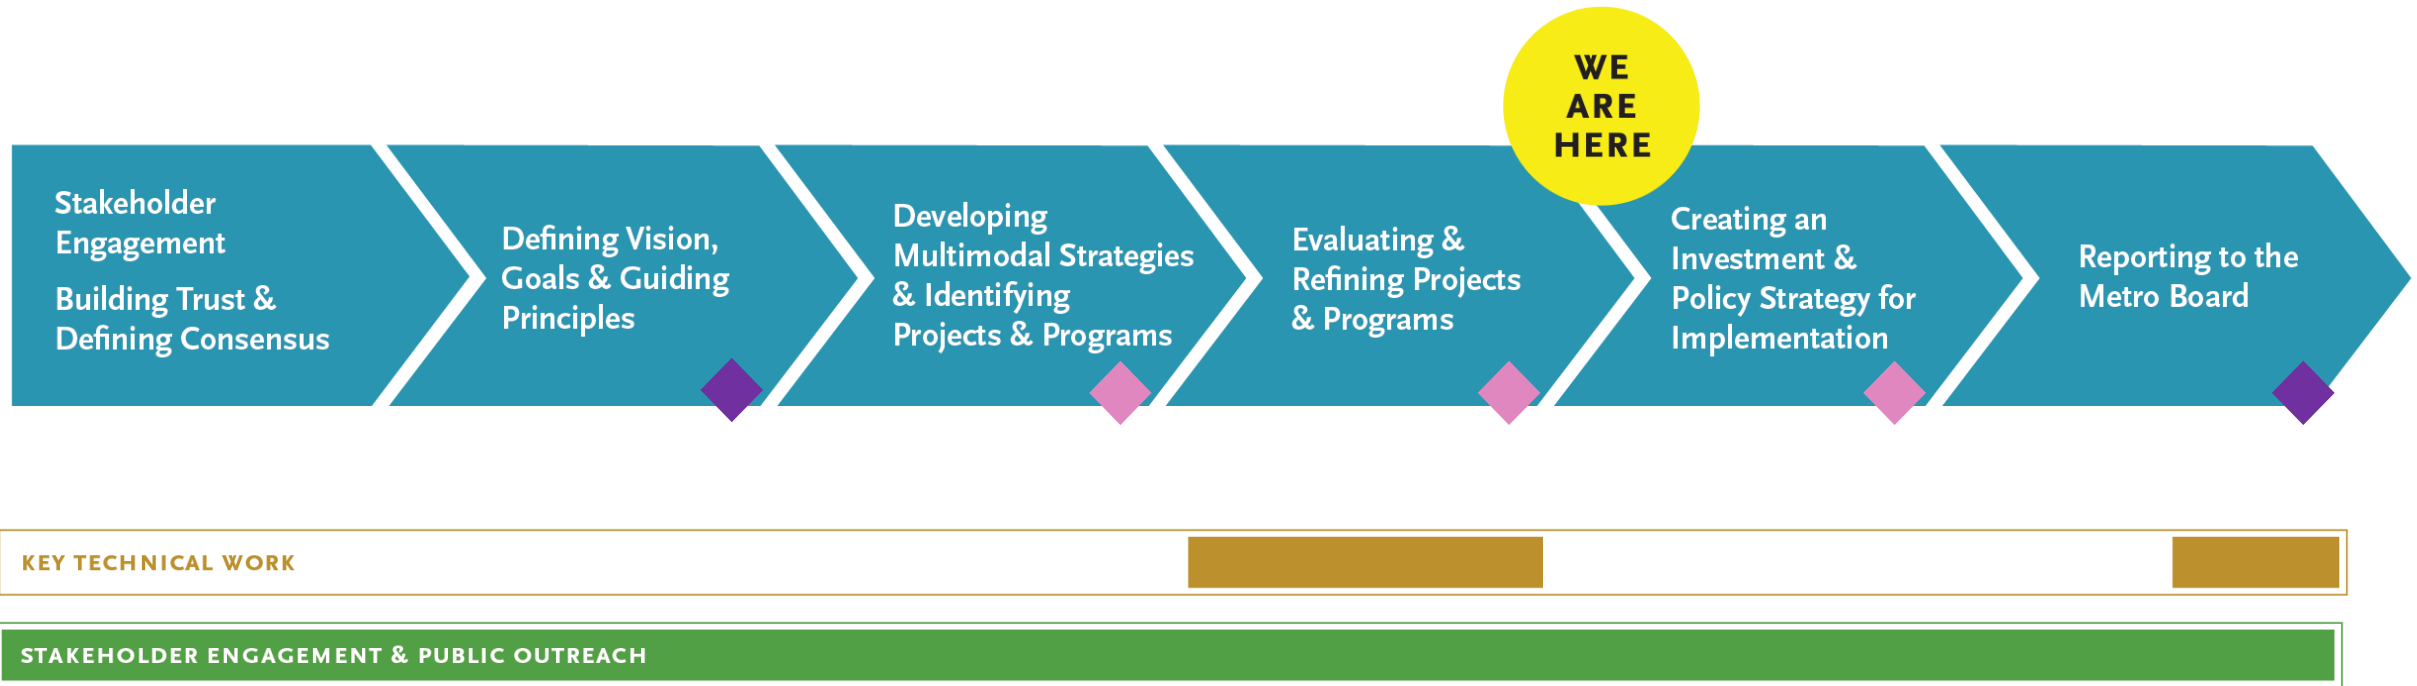 WE
ARE
HERE
Stakeholder
Engagement
Building Trust &
Defining Consensus
Defining Vision,
Goals & Guiding
Principles
Developing
Multimodal Strategies
& Identifying
Projects & Programs
Evaluating &
Refining Projects
& Programs
Creating an
Investment &
Policy Strategy for
Implementation
Reporting to the
Metro Board
KEY TECHNICAL WORK
STAKEHOLDER ENGAGEMENT & PUBLIC OUTREACH